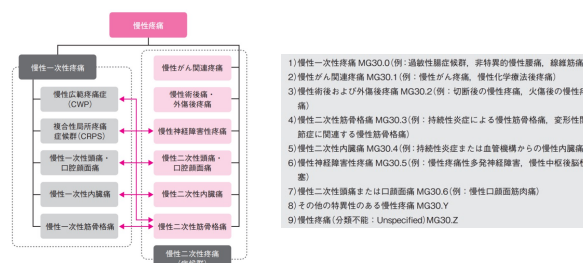 慢性疼痛
慢性一次性疼痛
慢性広範疼痛症
(CWP)
複合性局所疼痛
症候群(CRPS)
慢性一次性頭痛・
口腔顔面痛
慢性一次性内臓痛
慢性一次性筋骨格痛
慢性がん関連疼痛
慢性術後痛・
外傷後疼痛
慢性神経障害性疼痛
慢性二次性頭痛・
口腔顔面痛
慢性二次性内臓痛
慢性二次性筋骨格痛
慢性二次性疼痛
1)慢性一次性疼痛 MG30.0(例:過敏性腸症候群,非特異的慢性腰痛,線維筋痛
2)慢性がん関連疼痛 MG30.1(例:慢性がん疼痛,慢性化学療法後疼痛)
3)慢性術後および外傷後疼痛 MG30.2(例:切断後の慢性疼痛,火傷後の慢性
痛)
4)慢性二次性筋骨格痛 MG30.3(例:持続性炎症による慢性筋骨格痛,変形性
節症に関連する慢性筋骨格痛)
5)慢性二次性内臓痛 MG30.4(例:持続性炎症または血管機構からの慢性内臓痛
6)慢性神経障害性疼痛 MG30.5(例:慢性疼痛性多発神経障害,慢性中枢後脳
塞)
7)慢性二次性頭痛または口腔顔面痛 MG30.6(例:慢性口腔顔面筋肉痛)
8)その他の特異性のある慢性疼痛 MG30.Y
9)慢性疼痛(分類不能:Unspecified)MG30.Z